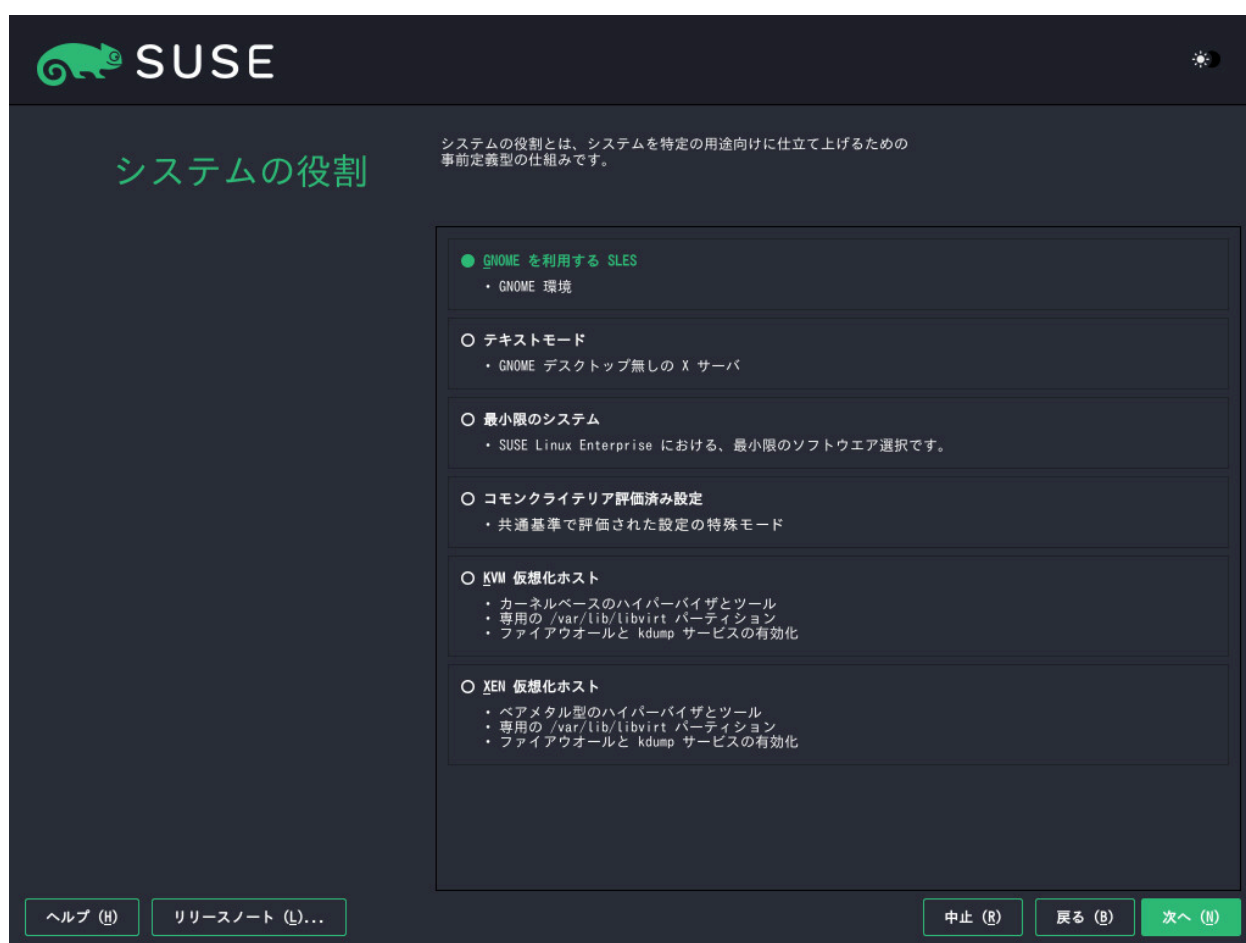 SUSE
システムの役割
システムの役割とは、システムを特定の用途向けに仕立て上げるための
事前定義型の仕組みです。
GNOME を利用する SLES
・ GNOME 環境
テキストモード
・ GNOME デスクトップ無しの X サーバ
最小限のシステム
・ SUSE Linux Enterprise における、最小限のソフトウエア選択です。
コモンクライテリア評価済み設定
・ 共通基準で評価された設定の特殊モード
KVM 仮想化ホスト
・ カーネルベースのハイパーバイザとツール
・ 専用の /var/lib/libvirt パーティション
・ ファイアウオールと kdump サービスの有効化
XEN 仮想化ホスト
・ ベアメタル型のハイパーバイザとツール
・ 専用の /var/lib/libvirt パーティション
・ ファイアウオールと kdump サービスの有効化
ヘルプ (H)
リリースノート (L)...
中止 (R)
戻る (B)
次へ (N)